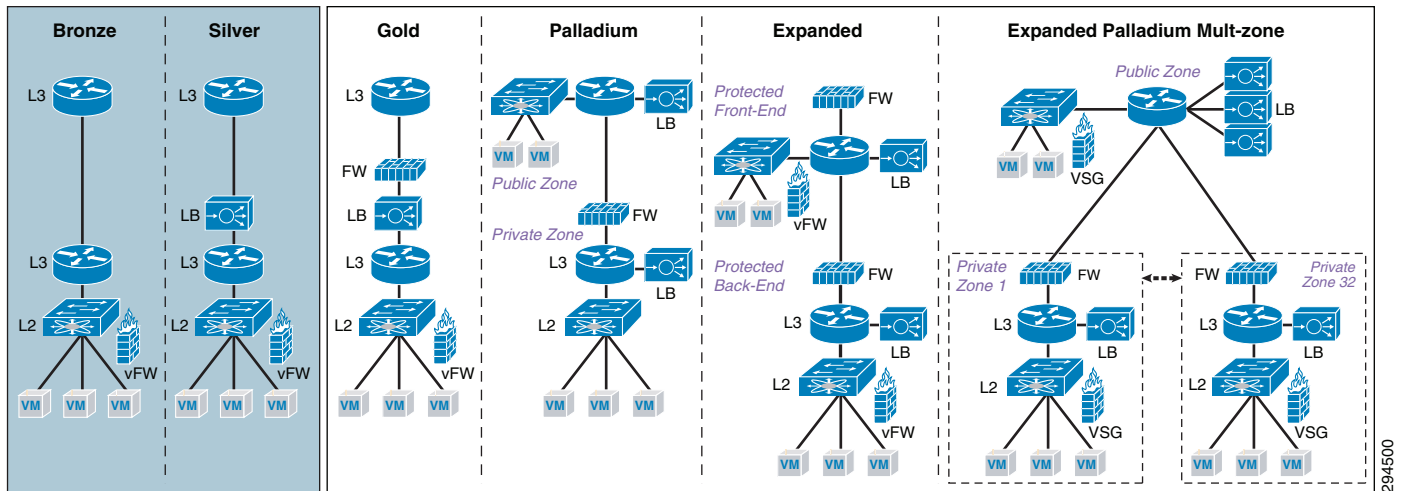 Bronze
L3
L3
L2
vFW
VM VM VM
Silver
L3
LB
L3
L2
vFW
VM VM VM
Gold
L3
FW
LB
L3
L2
vFW
VM VM VM
Palladium
LB
VM VM
Public Zone
FW
Private Zone
L3
LB
L2
VM VM VM
Expanded
Protected
Front-End
FW
LB
VM VM
vFW
Protected
Back-End
FW
L3
LB
L2
vFW
VM VM VM
Expanded Palladium Mult-zone
Public Zone
LB
VM VM
VSG
Private
Zone 1
FW
L3
LB
L2
VSG
VM VM VM
FW
Private
Zone 32
L3
LB
L2
VSG
VM VM VM
294500